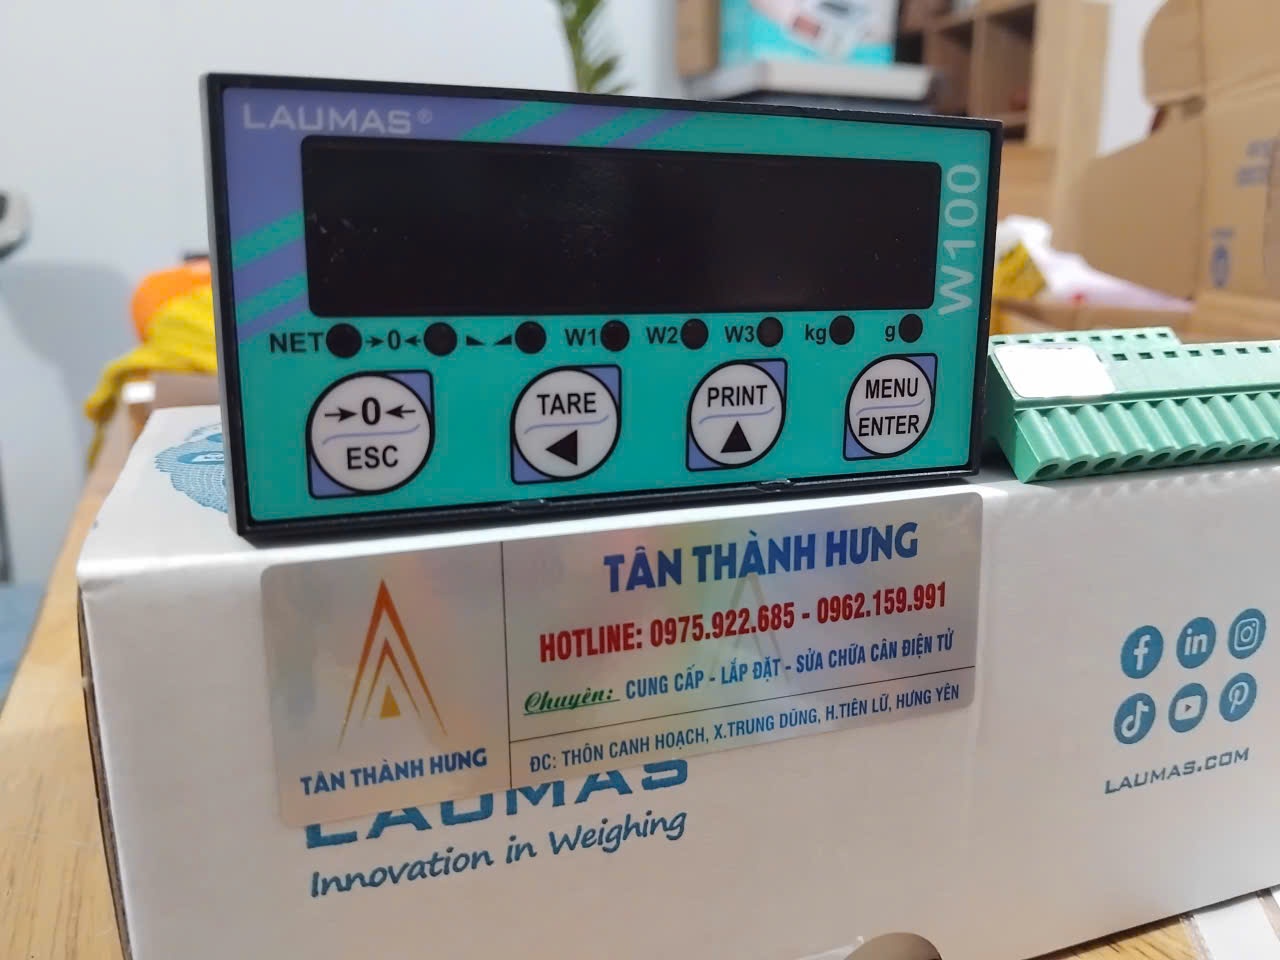 LAUMAS®
W100
NET →0← W1 W2 W3 kg g
→0←
ESC
TARE
PRINT
MENU
ENTER
TÂN THÀNH HƯNG
HOTLINE: 0975.922.685 - 0962.159.991
Chuyên: CUNG CẤP - LẮP ĐẶT - SỬA CHỮA CÂN ĐIỆN TỬ
ĐC: THÔN CANH HOẠCH, X.TRUNG DŨNG, H.TIÊN LỮ, HƯNG YÊN
TÂN THÀNH HƯNG
LAUMAS
Innovation in Weighing
f in
LAUMAS.COM